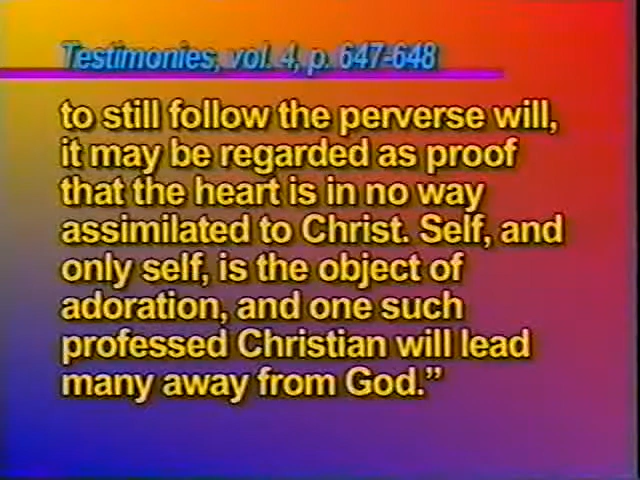 Testimonies, vol. 4, p. 647-648
to still follow the perverse will,
it may be regarded as proof
that the heart is in no way
assimilated to Christ. Self, and
only self, is the object of
adoration, and one such
professed Christian will lead
many away from God.”